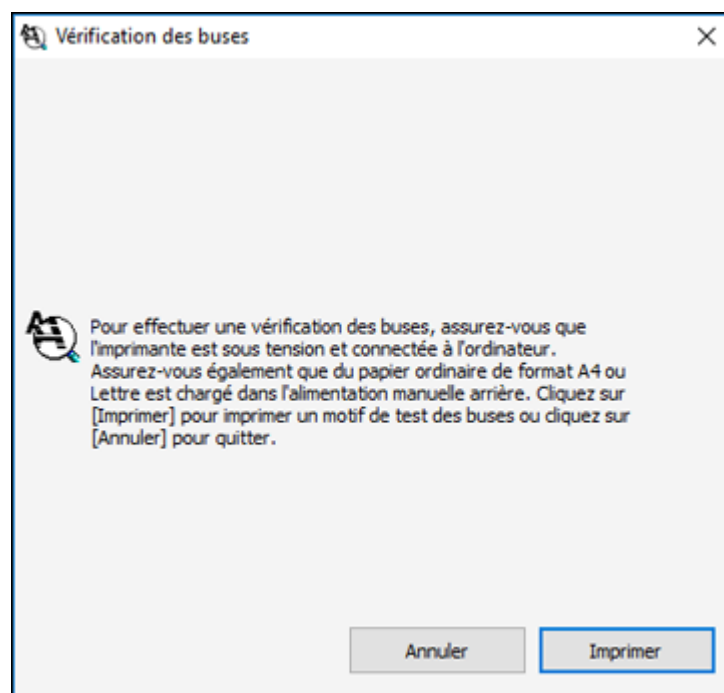 Vérification des buses
Pour effectuer une vérification des buses, assurez-vous que
l'imprimante est sous tension et connectée à l'ordinateur.
Assurez-vous également que du papier ordinaire de format A4 ou
Lettre est chargé dans l'alimentation manuelle arrière. Cliquez sur
[Imprimer] pour imprimer un motif de test des buses ou cliquez sur
[Annuler] pour quitter.
Annuler
Imprimer